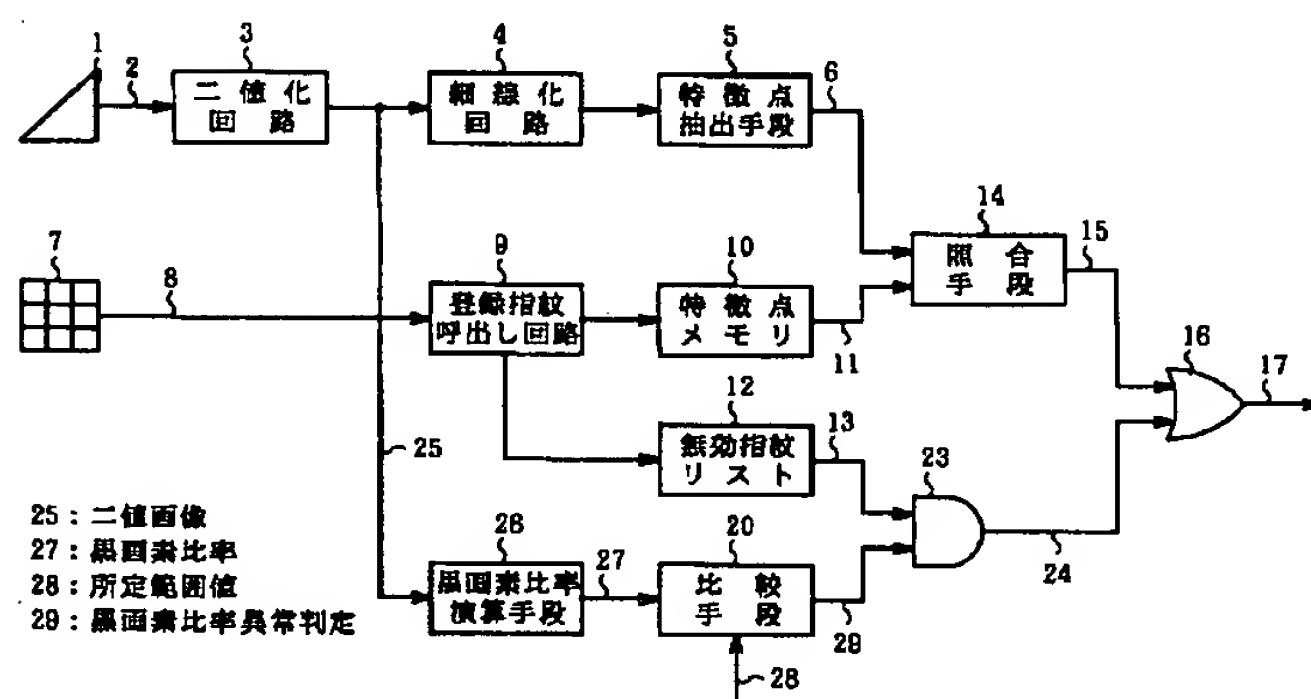 1
2
3
二値化
回路
4
細線化
回路
5
特徴点
抽出手段
6
7
8
9
登録指紋
呼出し回路
10
特徴点
メモリ
11
14
照合
手段
15
16
17
12
無効指紋
リスト
13
23
24
25
26
黒画素比率
演算手段
27
20
比較
手段
29
28
25：二値画像
27：黒画素比率
28：所定範囲値
29：黒画素比率異常判定